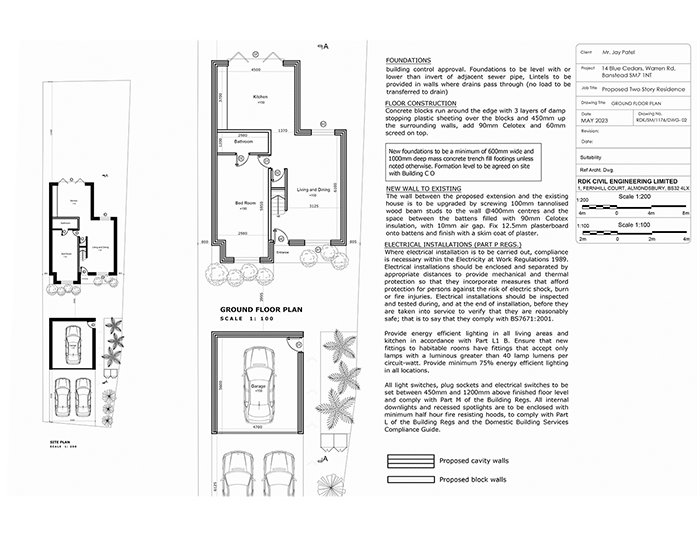 SITE PLAN
SCALE 1: 200
A
4500
Kitchen
2980
1370
Bathroom
Bed Room
Living and Dining
5910
3125
2980
Entrance
805
805
3005
GROUND FLOOR PLAN
SCALE 1: 100
Garage
5600
4700
A
8125
FOUNDATIONS
building control approval. Foundations to be level with or
lower than invert of adjacent sewer pipe, Lintels to be
provided in walls where drains pass through (no load to be
transferred to drain)
FLOOR CONSTRUCTION
Concrete blocks run around the edge with 3 layers of damp
stopping plastic sheeting over the blocks and 450mm up
the surrounding walls, add 90mm Celotex and 60mm
screed on top.
New foundations to be a minimum of 600mm wide and
1000mm deep mass concrete trench fill footings unless
noted otherwise. Formation level to be agreed on site
with Building C O
NEW WALL TO EXISTING
The wall between the proposed extension and the existing
house is to be upgraded by screwing 100mm tannolised
wood beam studs to the wall @400mm centres and the
space between the battens filled with 90mm Celotex
insulation, with 10mm air gap. Fix 12.5mm plasterboard
onto battens and finish with a skim coat of plaster.
ELECTRICAL INSTALLATIONS (PART P REGS.)
Where electrical installation is to be carried out, compliance
is necessary within the Electricity at Work Regulations 1989.
Electrical installations should be enclosed and separated by
appropriate distances to provide mechanical and thermal
protection so that they incorporate measures that afford
protection for persons against the risk of electric shock, burn
or fire injuries. Electrical installations should be inspected
and tested during, and at the end of installation, before they
are taken into service to verify that they are reasonably
safe; that is to say that they comply with BS7671:2001.
Provide energy efficient lighting in all living areas and
kitchen in accordance with Part L1 B. Ensure that new
fittings to habitable rooms have fittings that accept only
lamps with a luminous greater than 40 lamp lumens per
circuit-watt. Provide minimum 75% energy efficient lighting
in all locations.
All light switches, plug sockets and electrical switches to be
set between 450mm and 1200mm above finished floor level
and comply with Part M of the Building Regs. All internal
downlights and recessed spotlights are to be enclosed with
minimum half hour fire resisting hoods, to comply with Part
L of the Building Regs and the Domestic Building Services
Compliance Guide.
Proposed cavity walls
Proposed block walls
Client Mr. Jay Patel
Project 14 Blue Cedars, Warren Rd,
Banstead SM7 1NT
Job Title Proposed Two Story Residence
Drawing Title GROUND FLOOR PLAN
Date
MAY 2023
Drawing No.
RDK/SM/1176/DWG- 02
Revision:
Date:
Suitability
Ref Archt. Dwg.
RDK CIVIL ENGINEERING LIMITED
1, FERNHILL COURT, ALMONDSBURY, BS32 4LX
Scale 1:200
1:200
4m 0 4m 8m
Scale 1:100
1:100
2m 0 2m 4m